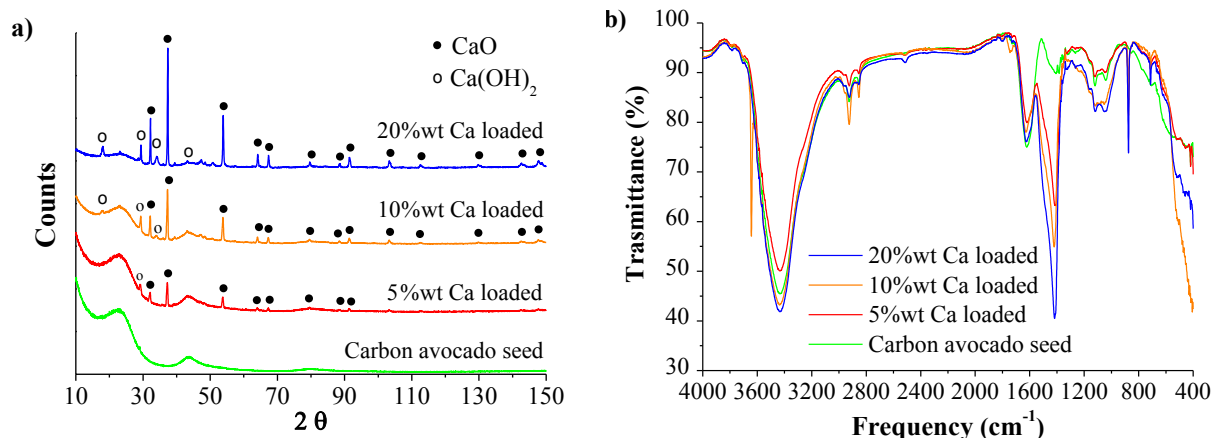 a)
Counts
● CaO
o Ca(OH)2
20%wt Ca loaded
10%wt Ca loaded
5%wt Ca loaded
Carbon avocado seed
10 30 50 70 90 110 130 150
2 θ
b)
Trasmittance (%)
100
90
80
70
60
50
40
30
20%wt Ca loaded
10%wt Ca loaded
5%wt Ca loaded
Carbon avocado seed
4000 3600 3200 2800 2400 2000 1600 1200 800 400
Frequency (cm-1)